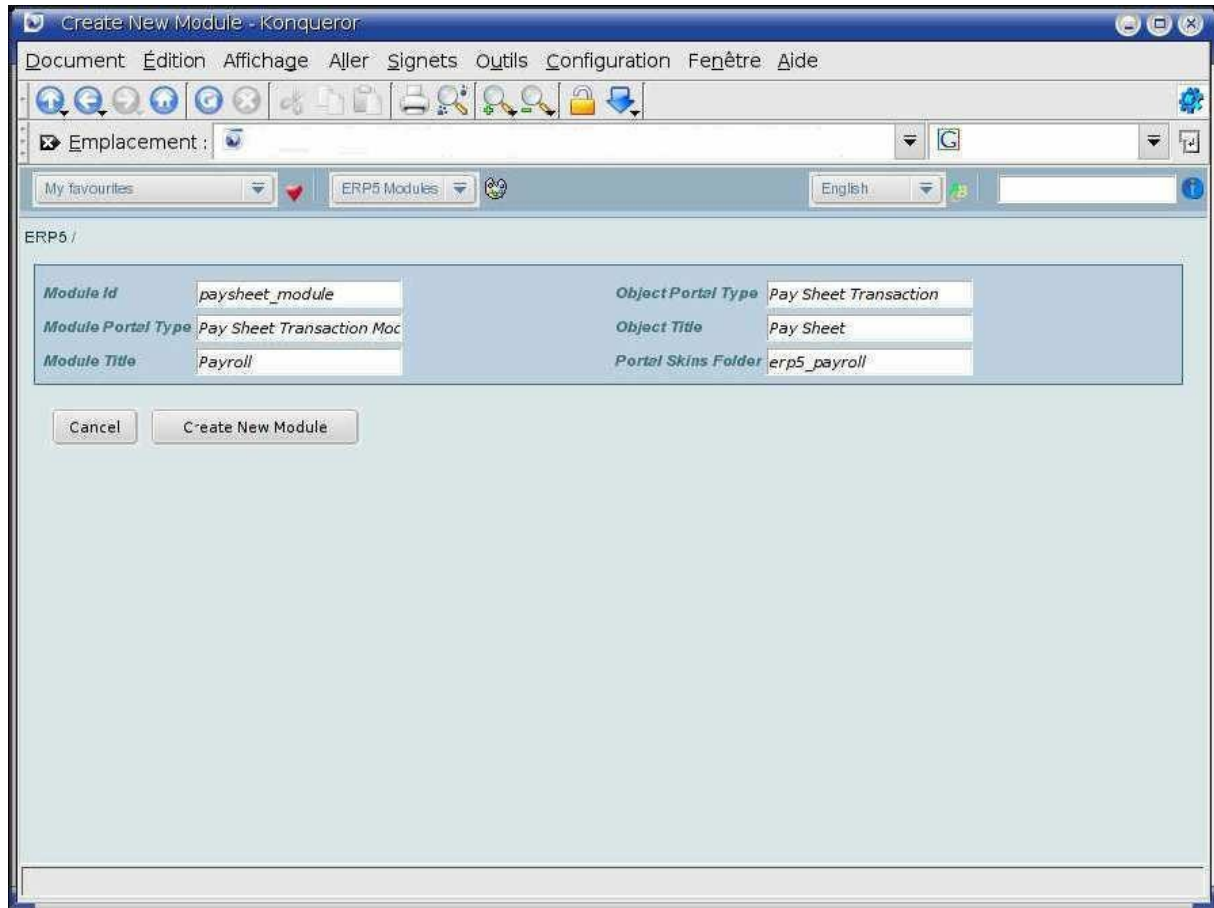 Create New Module - Konqueror
Document Édition Affichage Aller Signets Outils Configuration Fenêtre Aide
Emplacement :
G
My favourites ERP5 Modules English
ERP5 /
Module Id paysheet_module Object Portal Type Pay Sheet Transaction
Module Portal Type Pay Sheet Transaction Moc Object Title Pay Sheet
Module Title Payroll Portal Skins Folder erp5_payroll
Cancel Create New Module